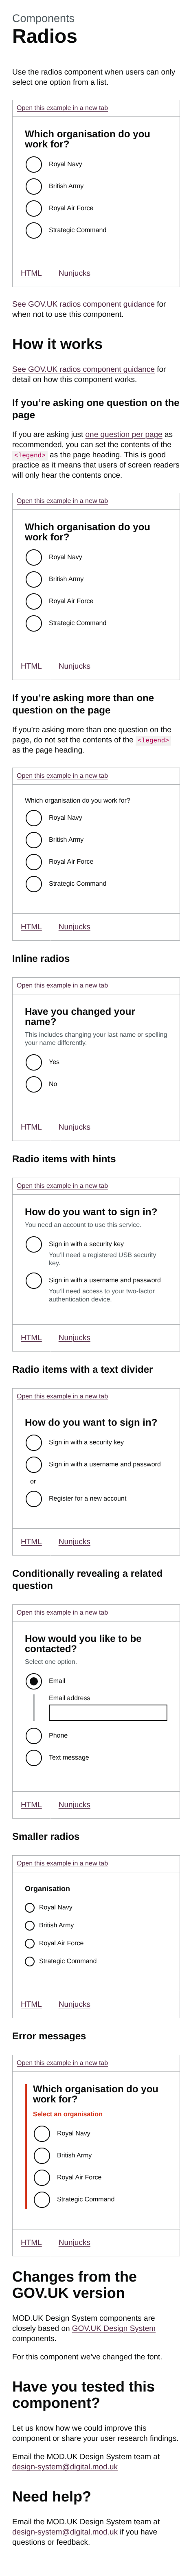 Components
Radios
Use the radios component when users can only
select one option from a list.
Open this example in a new tab
Which organisation do you
work for?
Royal Navy
British Army
Royal Air Force
Strategic Command
HTML Nunjucks
See GOV.UK radios component guidance for
when not to use this component.
How it works
See GOV.UK radios component guidance for
detail on how this component works.
If you’re asking one question on the
page
If you are asking just one question per page as
recommended, you can set the contents of the
<legend> as the page heading. This is good
practice as it means that users of screen readers
will only hear the contents once.
Open this example in a new tab
Which organisation do you
work for?
Royal Navy
British Army
Royal Air Force
Strategic Command
HTML Nunjucks
If you’re asking more than one
question on the page
If you’re asking more than one question on the
page, do not set the contents of the <legend>
as the page heading.
Open this example in a new tab
Which organisation do you work for?
Royal Navy
British Army
Royal Air Force
Strategic Command
HTML Nunjucks
Inline radios
Open this example in a new tab
Have you changed your
name?
This includes changing your last name or spelling
your name differently.
Yes
No
HTML Nunjucks
Radio items with hints
Open this example in a new tab
How do you want to sign in?
You need an account to use this service.
Sign in with a security key
You’ll need a registered USB security
key.
Sign in with a username and password
You’ll need access to your two-factor
authentication device.
HTML Nunjucks
Radio items with a text divider
Open this example in a new tab
How do you want to sign in?
Sign in with a security key
Sign in with a username and password
or
Register for a new account
HTML Nunjucks
Conditionally revealing a related
question
Open this example in a new tab
How would you like to be
contacted?
Select one option.
Email
Email address
Phone
Text message
HTML Nunjucks
Smaller radios
Open this example in a new tab
Organisation
Royal Navy
British Army
Royal Air Force
Strategic Command
HTML Nunjucks
Error messages
Open this example in a new tab
Which organisation do you
work for?
Select an organisation
Royal Navy
British Army
Royal Air Force
Strategic Command
HTML Nunjucks
Changes from the
GOV.UK version
MOD.UK Design System components are
closely based on GOV.UK Design System
components.
For this component we’ve changed the font.
Have you tested this
component?
Let us know how we could improve this
component or share your user research findings.
Email the MOD.UK Design System team at
design-system@digital.mod.uk
Need help?
Email the MOD.UK Design System team at
design-system@digital.mod.uk if you have
questions or feedback.